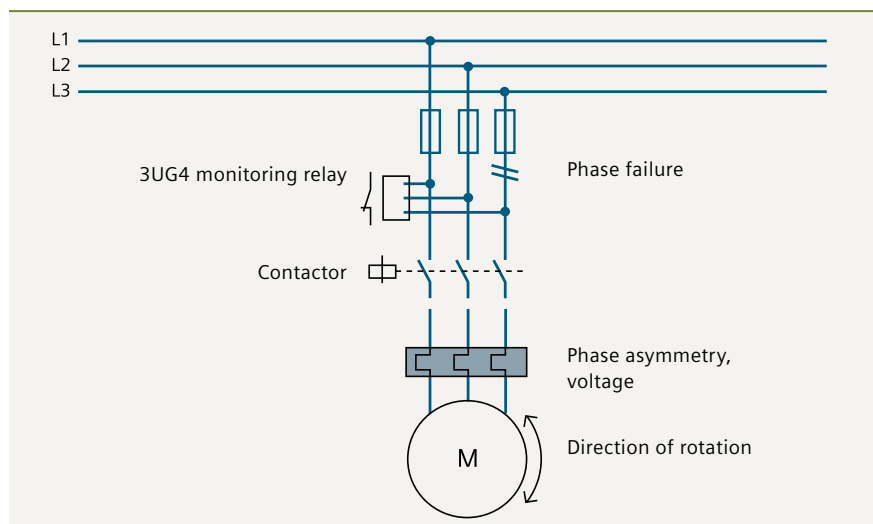 L1
L2
L3
3UG4 monitoring relay
Phase failure
Contactor
Phase asymmetry,
voltage
M
Direction of rotation